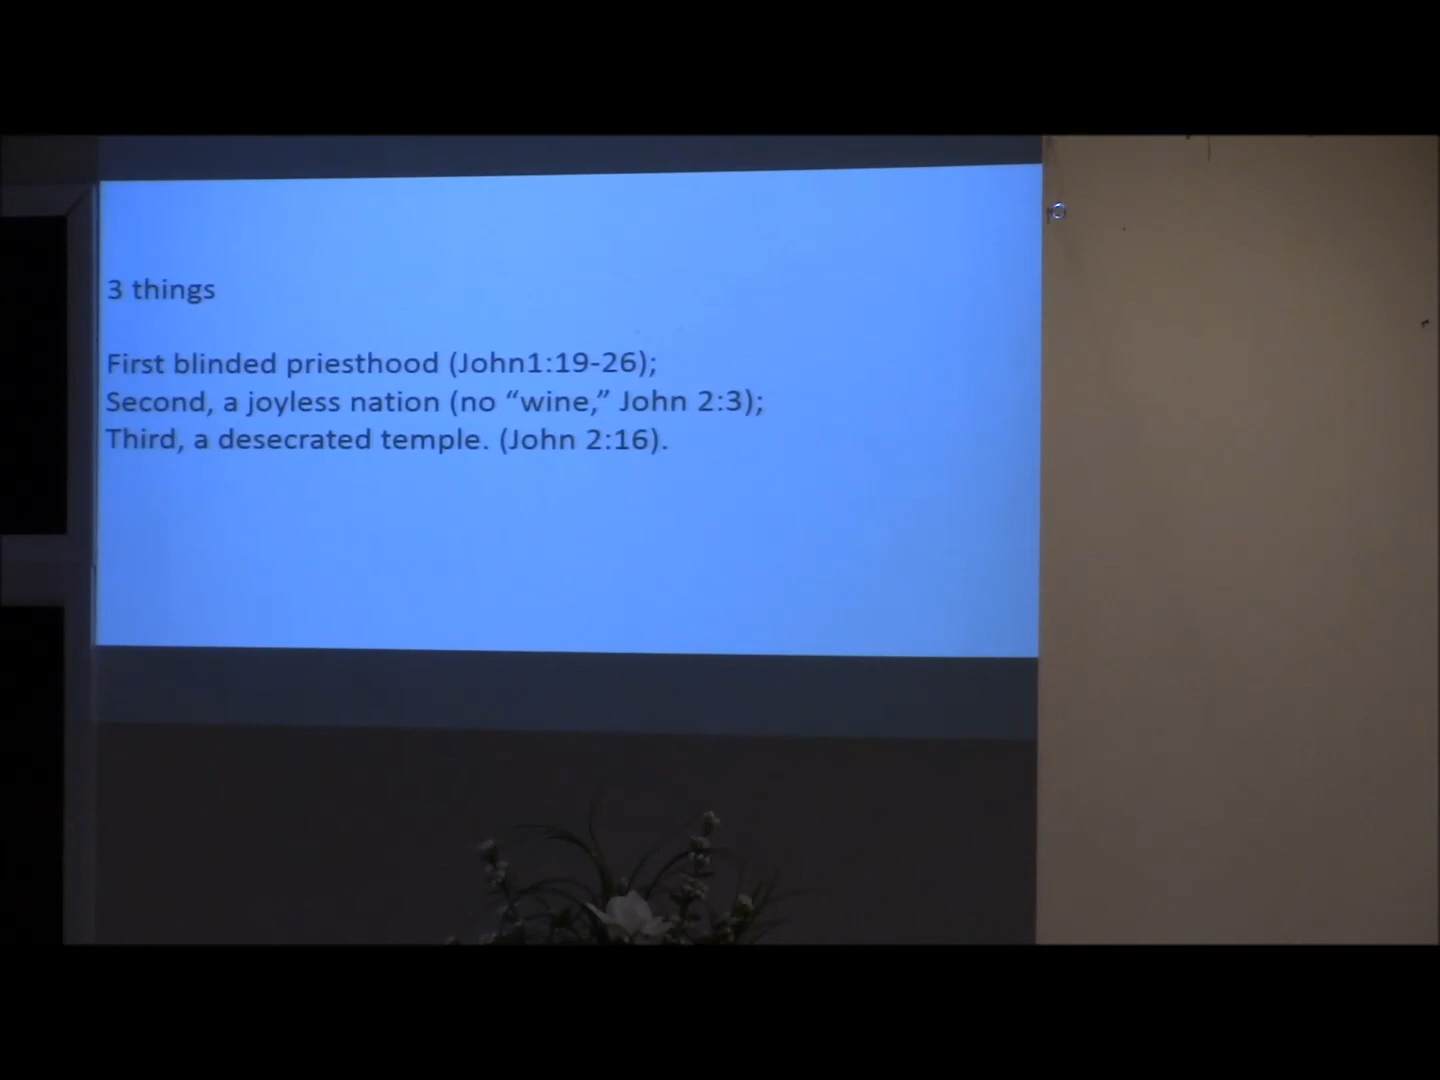 3 things
First blinded priesthood (John1:19-26);
Second, a joyless nation (no “wine,” John 2:3);
Third, a desecrated temple. (John 2:16).